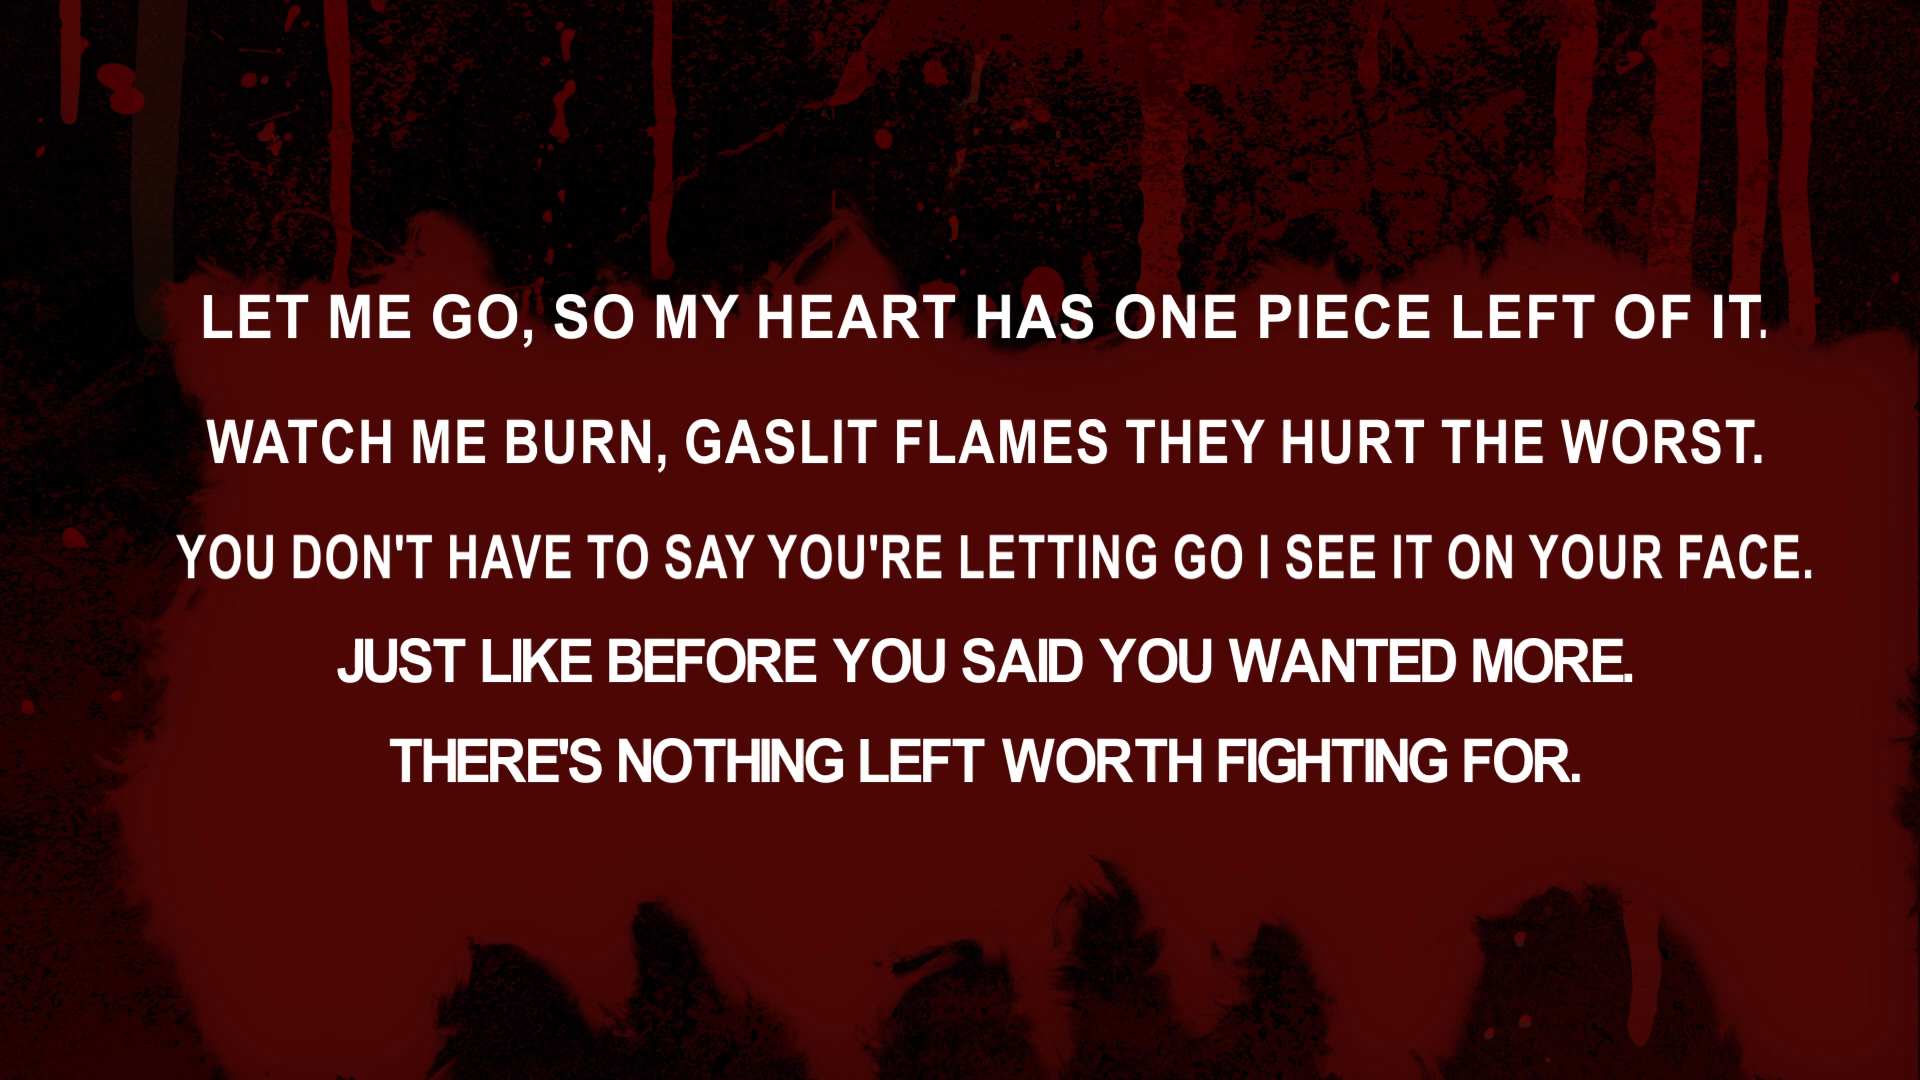 LET ME GO, SO MY HEART HAS ONE PIECE LEFT OF IT.
WATCH ME BURN, GASLIT FLAMES THEY HURT THE WORST.
YOU DON'T HAVE TO SAY YOU'RE LETTING GO I SEE IT ON YOUR FACE.
JUST LIKE BEFORE YOU SAID YOU WANTED MORE.
THERE'S NOTHING LEFT WORTH FIGHTING FOR.